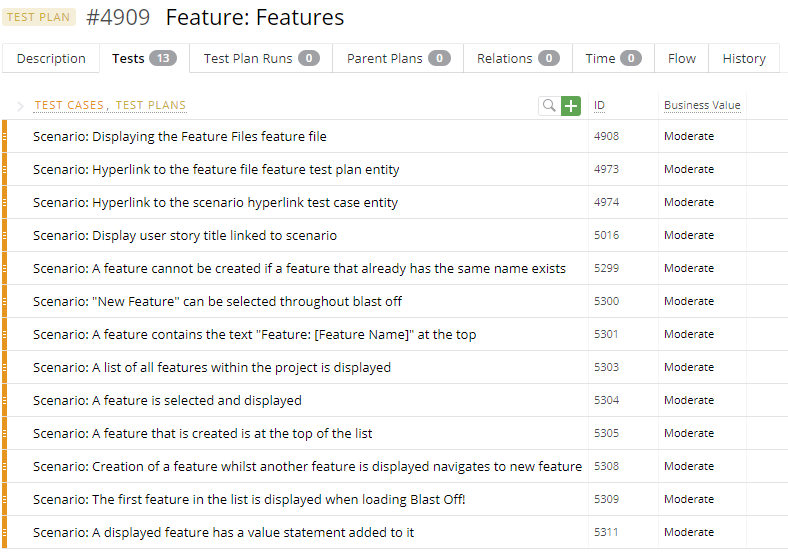 TEST PLAN #4909 Feature: Features
Description Tests 13 Test Plan Runs 0 Parent Plans 0 Relations 0 Time 0 Flow History
TEST CASES, TEST PLANS ID Business Value
Scenario: Displaying the Feature Files feature file 4908 Moderate
Scenario: Hyperlink to the feature file feature test plan entity 4973 Moderate
Scenario: Hyperlink to the scenario hyperlink test case entity 4974 Moderate
Scenario: Display user story title linked to scenario 5016 Moderate
Scenario: A feature cannot be created if a feature that already has the same name exists 5299 Moderate
Scenario: "New Feature" can be selected throughout blast off 5300 Moderate
Scenario: A feature contains the text "Feature: [Feature Name]" at the top 5301 Moderate
Scenario: A list of all features within the project is displayed 5303 Moderate
Scenario: A feature is selected and displayed 5304 Moderate
Scenario: A feature that is created is at the top of the list 5305 Moderate
Scenario: Creation of a feature whilst another feature is displayed navigates to new feature 5308 Moderate
Scenario: The first feature in the list is displayed when loading Blast Off! 5309 Moderate
Scenario: A displayed feature has a value statement added to it 5311 Moderate